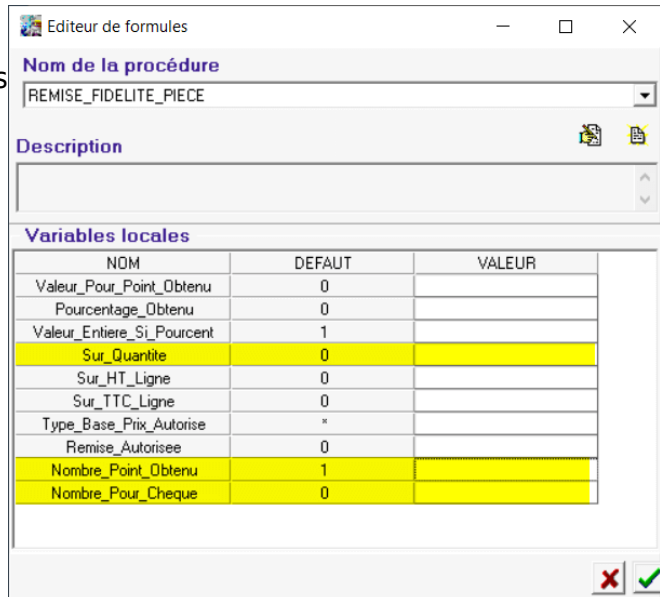 Editeur de formules
Nom de la procédure
s
REMISE_FIDELITE_PIECE
Description
Variables locales
NOM DEFAUT VALEUR
Valeur_Pour_Point_Obtenu 0
Pourcentage_Obtenu 0
Valeur_Entiere_Si_Pourcent 1
Sur_Quantite 0
Sur_HT_Ligne 0
Sur_TTC_Ligne 0
Type_Base_Prix_Autorise *
Remise_Autorisee 0
Nombre_Point_Obtenu 1
Nombre_Pour_Cheque 0